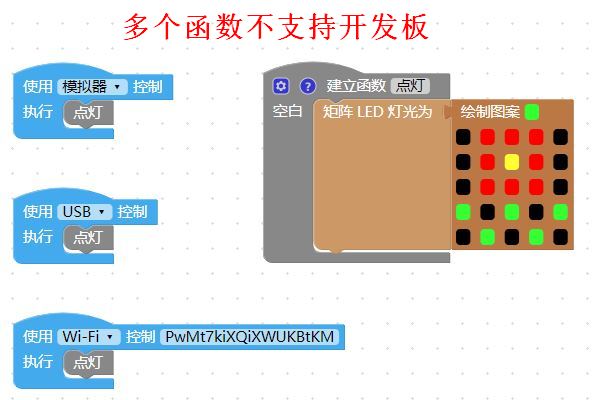 多个函数不支持开发板
使用 模拟器 控制
执行 点灯
使用 USB 控制
执行 点灯
使用 Wi-Fi 控制 PwMt7kiXQiXWUKBtKM
执行 点灯
? 建立函数 点灯
空白 矩阵 LED 灯光为 绘制图案